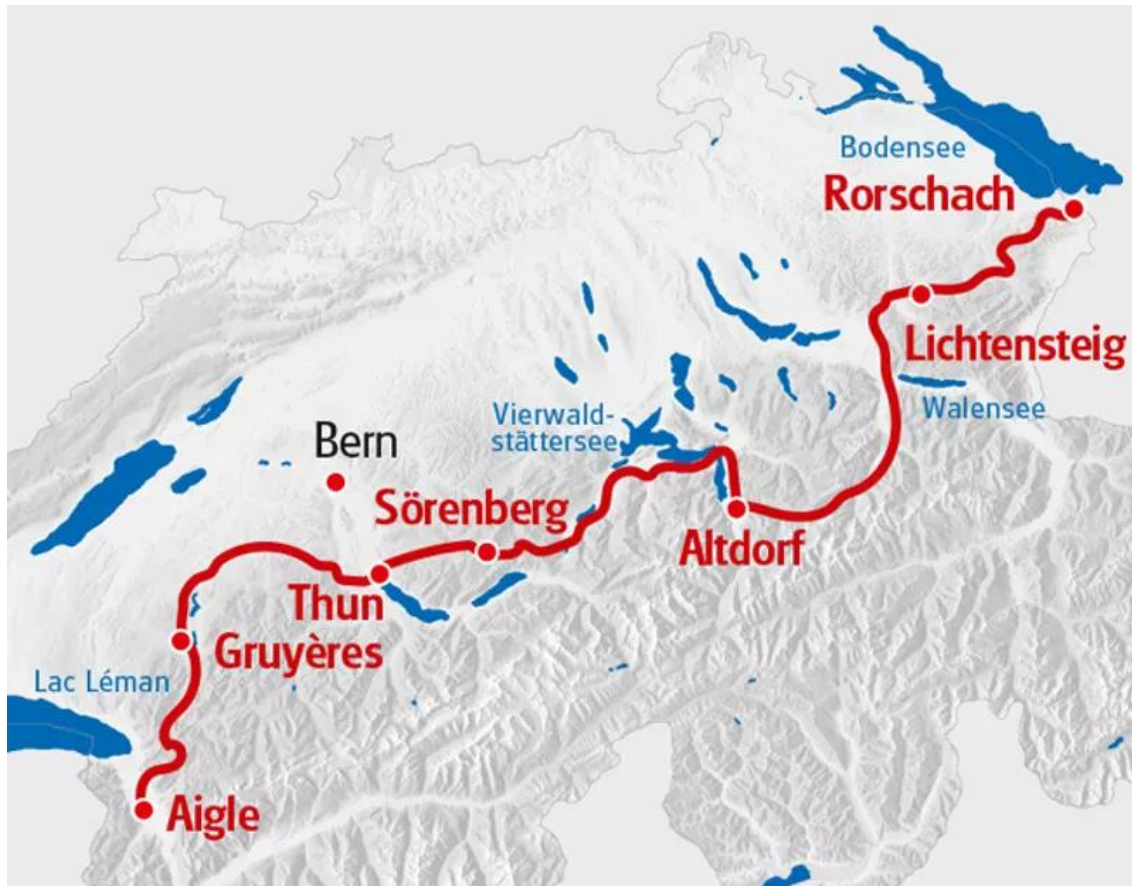 Bodensee
Rorschach
Lichtensteig
Walensee
Vierwald-
stättersee
Bern
Sörenberg
Altdorf
Thun
Gruyères
Lac Léman
Aigle